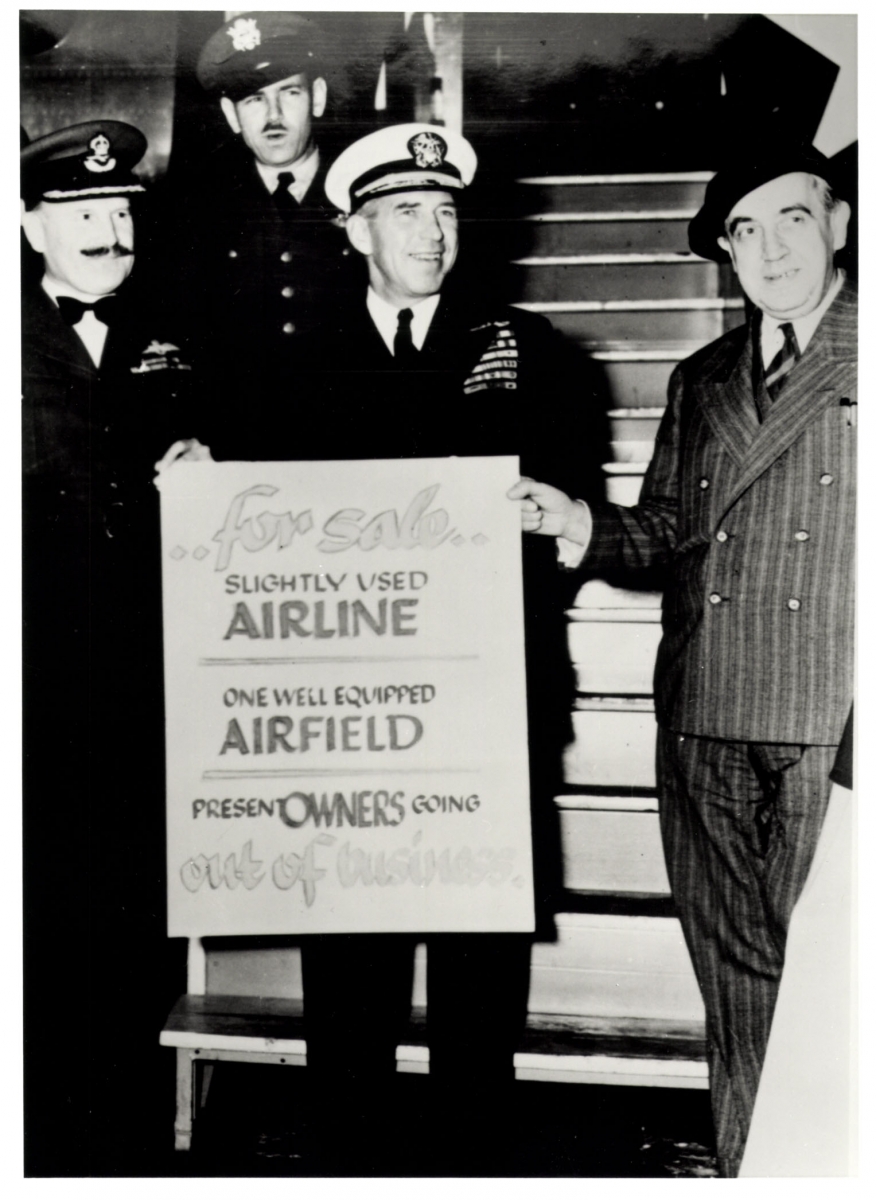 ..for sale..
SLIGHTLY USED
AIRLINE
ONE WELL EQUIPPED
AIRFIELD
PRESENT OWNERS GOING
out of business.